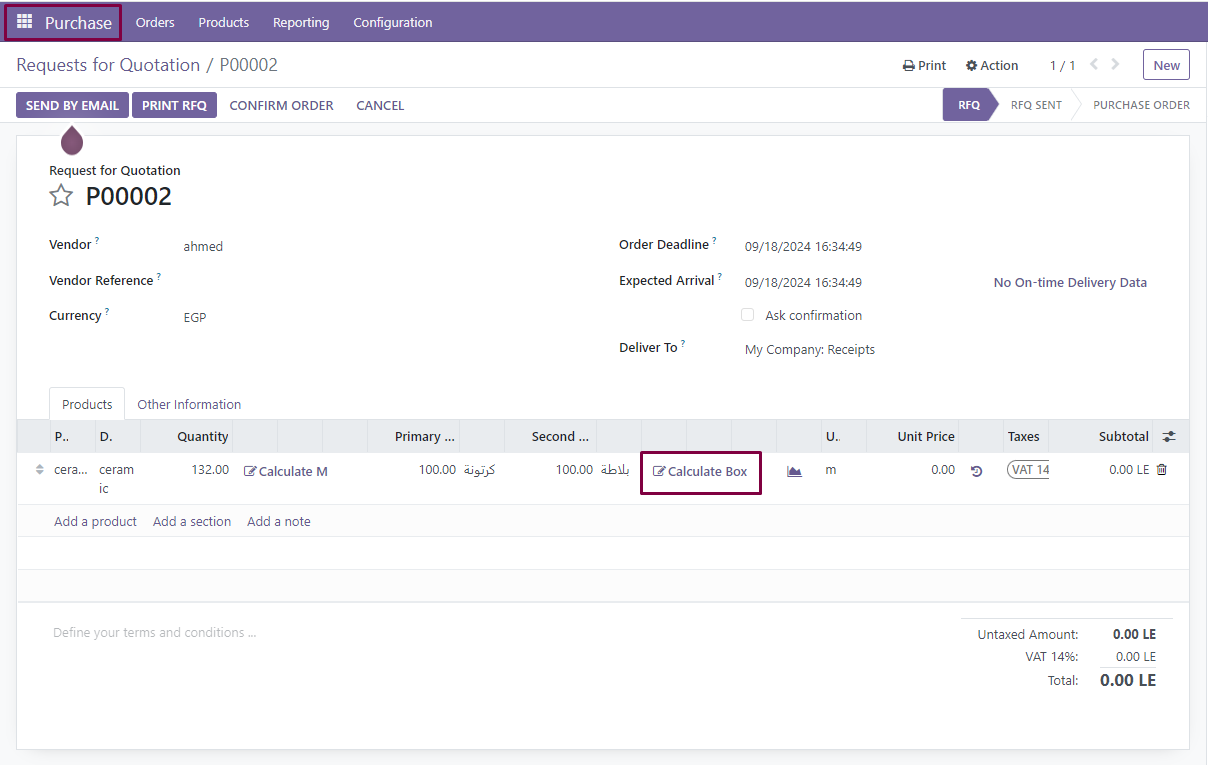 Purchase Orders Products Reporting Configuration
Requests for Quotation / P00002 Print Action 1 / 1 New
SEND BY EMAIL PRINT RFQ CONFIRM ORDER CANCEL RFQ RFQ SENT PURCHASE ORDER
Request for Quotation
P00002
Vendor ? ahmed Order Deadline ? 09/18/2024 16:34:49
Vendor Reference ? Expected Arrival ? 09/18/2024 16:34:49 No On-time Delivery Data
Currency ? EGP Ask confirmation
Deliver To ? My Company: Receipts
Products Other Information
P.. D. Quantity Primary ... Second ... U.. Unit Price Taxes Subtotal
cera... ceram 132.00 Calculate M 100.00 كرتونة 100.00 بلاطة Calculate Box m 0.00 VAT 14 0.00 LE
ic
Add a product Add a section Add a note
Define your terms and conditions ... Untaxed Amount: 0.00 LE
VAT 14%: 0.00 LE
Total: 0.00 LE